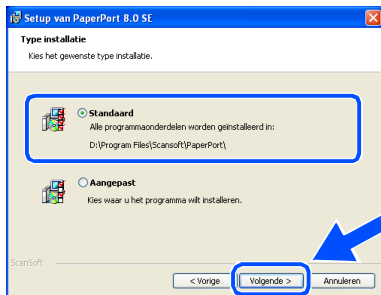 Setup van PaperPort 8.0 SE
Type installatie
Kies het gewenste type installatie.
Standaard
Alle programmaonderdelen worden geïnstalleerd in:
D:\Program Files\Scansoft\PaperPort\
Aangepast
Kies waar u het programma wilt installeren.
ScanSoft
< Vorige
Volgende >
Annuleren